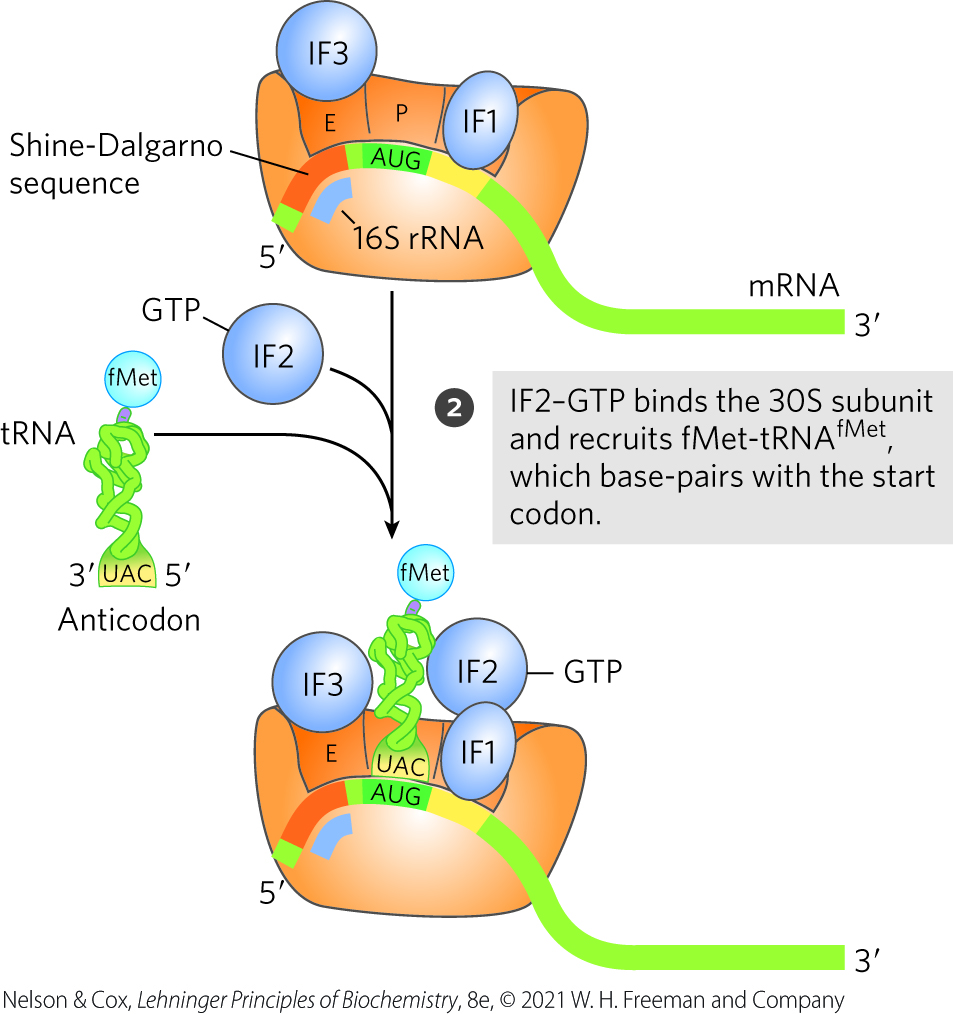 IF3
E
P
IF1
Shine-Dalgarno
sequence
AUG
16S rRNA
5′
mRNA
3′
GTP
IF2
fMet
tRNA
2
IF2–GTP binds the 30S subunit
and recruits fMet-tRNAfMet,
which base-pairs with the start
codon.
3′ UAC 5′
Anticodon
fMet
IF3
IF2
GTP
E
IF1
UAC
AUG
5′
3′
Nelson & Cox, Lehninger Principles of Biochemistry, 8e, © 2021 W. H. Freeman and Company